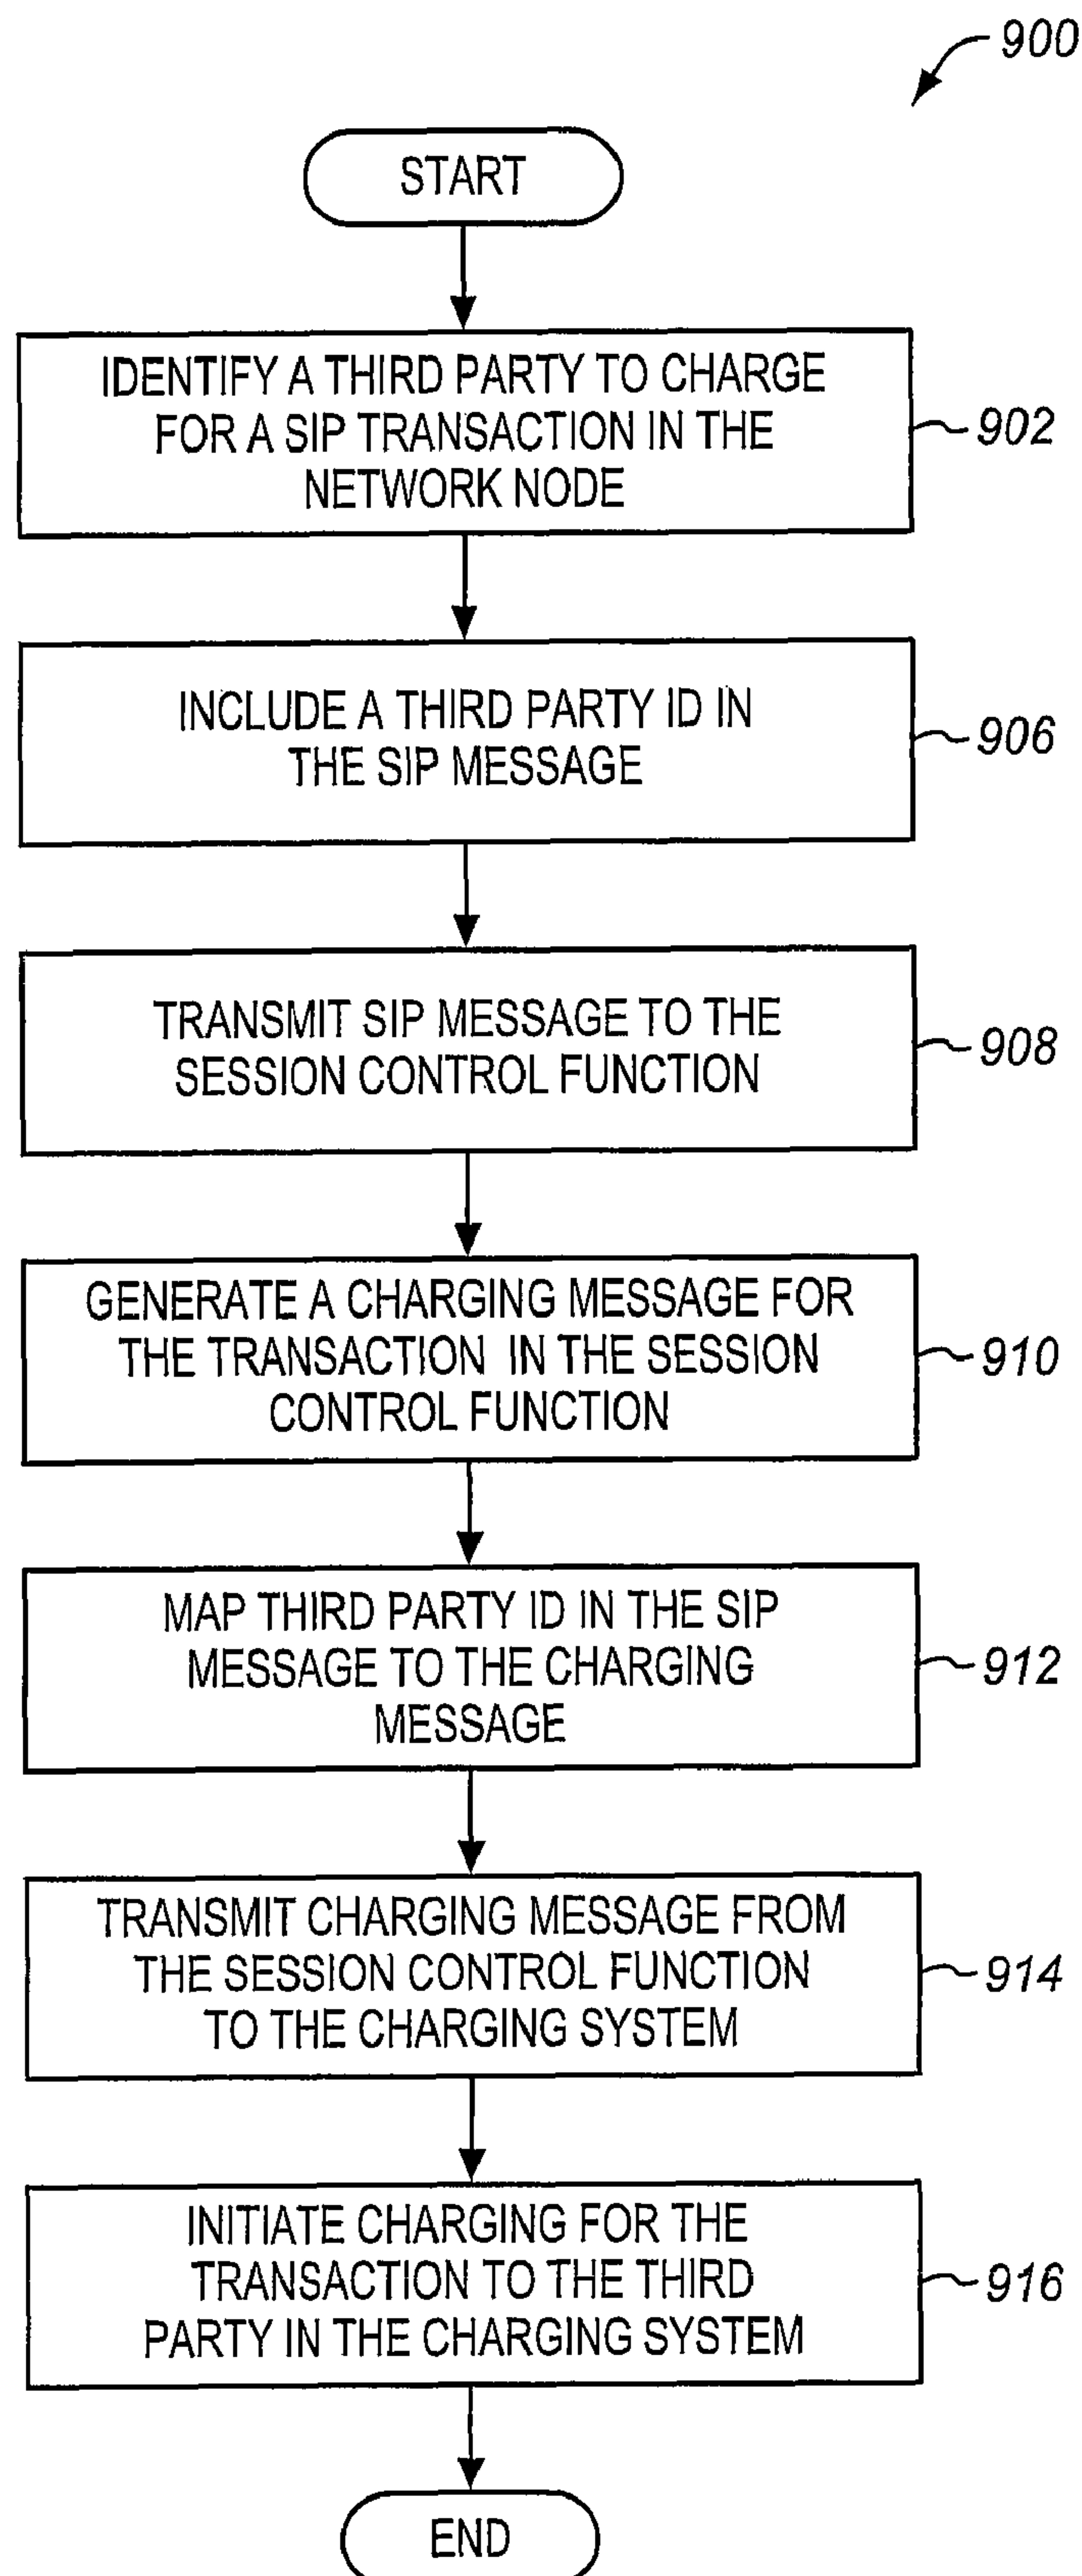 900
START
IDENTIFY A THIRD PARTY TO CHARGE
FOR A SIP TRANSACTION IN THE
NETWORK NODE
902
INCLUDE A THIRD PARTY ID IN
THE SIP MESSAGE
906
TRANSMIT SIP MESSAGE TO THE
SESSION CONTROL FUNCTION
908
GENERATE A CHARGING MESSAGE FOR
THE TRANSACTION IN THE SESSION
CONTROL FUNCTION
910
MAP THIRD PARTY ID IN THE SIP
MESSAGE TO THE CHARGING
MESSAGE
912
TRANSMIT CHARGING MESSAGE FROM
THE SESSION CONTROL FUNCTION
TO THE CHARGING SYSTEM
914
INITIATE CHARGING FOR THE
TRANSACTION TO THE THIRD
PARTY IN THE CHARGING SYSTEM
916
END